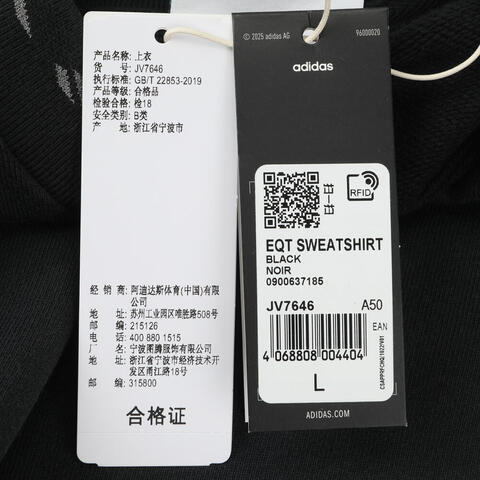 产品名称: 上衣
货 号: JV7646
执行标准: GB/T 22853-2019
产品等级: 合格品
检验合格: 检18
安全类别: B类
产 地: 浙江省宁波市
经 销 商: 阿迪达斯体育(中国)有限
公司
地 址: 苏州工业园区唯胜路508号
邮 编: 215126
电 话: 400 880 1515
厂 名: 宁波图腾服饰有限公司
地 址: 浙江省宁波市经济技术开
发区甬江路18号
邮 编: 315800
合格证
© 2025 adidas AG
96000020
adidas
RFID
EQT SWEATSHIRT
BLACK
NOIR
0900637185
JV7646 A50
EAN
4 068808 004404
L
ADIDAS.COM